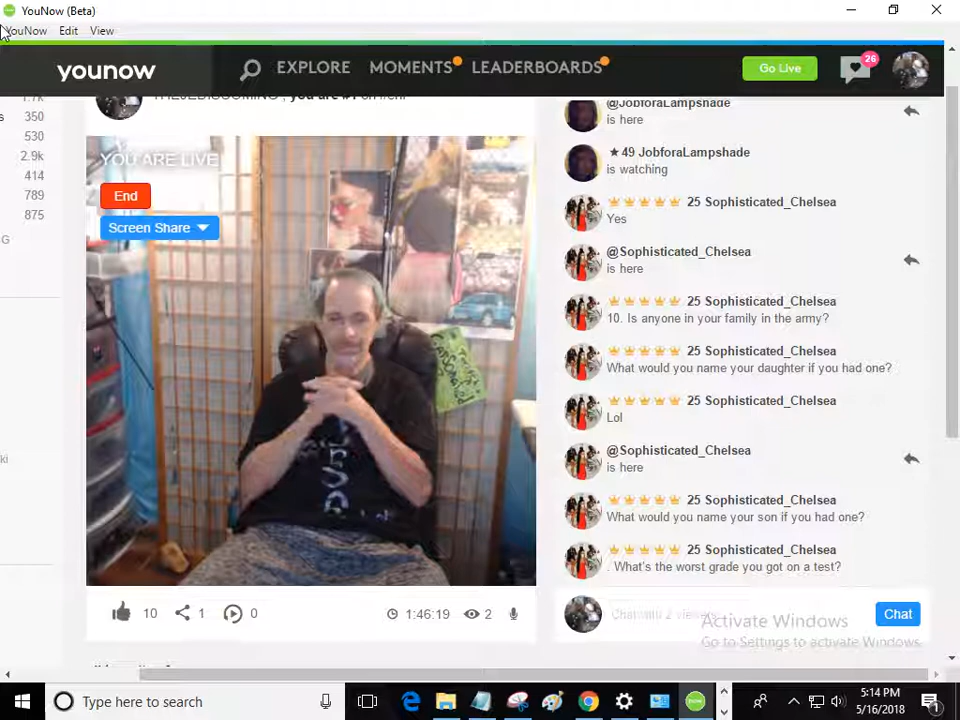 YouNow (Beta)
YouNow Edit View
younow EXPLORE MOMENTS LEADERBOARDS Go Live 26
1.7k
350
530
2.9k
414
789
875
YOU ARE LIVE
End
Screen Share
@JobforaLampshade
is here
★ 49 JobforaLampshade
is watching
25 Sophisticated_Chelsea
Yes
@Sophisticated_Chelsea
is here
25 Sophisticated_Chelsea
10. Is anyone in your family in the army?
25 Sophisticated_Chelsea
What would you name your daughter if you had one?
25 Sophisticated_Chelsea
Lol
@Sophisticated_Chelsea
is here
25 Sophisticated_Chelsea
What would you name your son if you had one?
25 Sophisticated_Chelsea
. What's the worst grade you got on a test?
10 1 0 1:46:19 2
Chat
Activate Windows
Go to Settings to activate Windows.
Type here to search
5:14 PM
5/16/2018
1